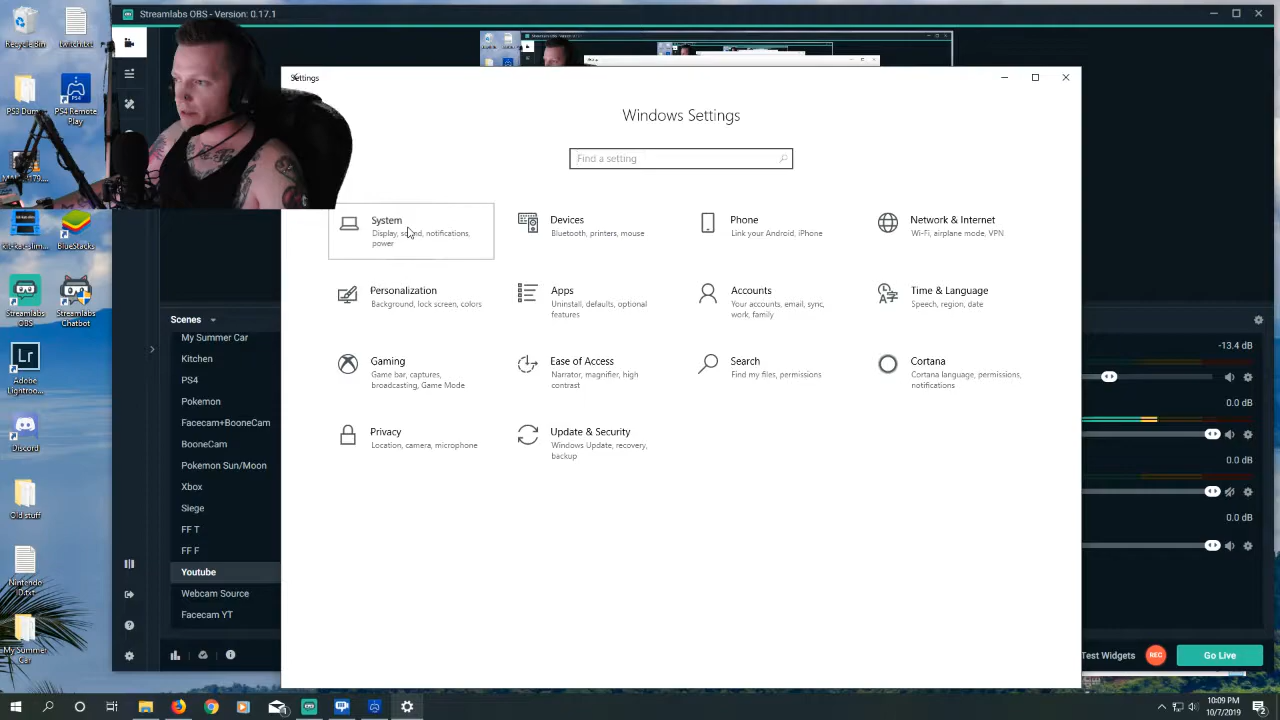 Streamlabs OBS - Version: 0.17.1
PS4 Remote
Play
BlueStacks
Streamlabs
Chatbot
Adobe
Discord
Old stuff
Nintendo
ID.txt
My Summer
Car
Scenes
My Summer Car
Kitchen
PS4
Pokemon
Facecam+BooneCam
BooneCam
Pokemon Sun/Moon
Xbox
Siege
FF T
FF F
Youtube
Webcam Source
Facecam YT
Settings
Windows Settings
Find a setting
System
Display, sound, notifications,
power
Devices
Bluetooth, printers, mouse
Phone
Link your Android, iPhone
Network & Internet
Wi-Fi, airplane mode, VPN
Personalization
Background, lock screen, colors
Apps
Uninstall, defaults, optional
features
Accounts
Your accounts, email, sync,
work, family
Time & Language
Speech, region, date
Gaming
Game bar, captures,
broadcasting, Game Mode
Ease of Access
Narrator, magnifier, high
contrast
Search
Find my files, permissions
Cortana
Cortana language, permissions,
notifications
Privacy
Location, camera, microphone
Update & Security
Windows Update, recovery,
backup
-13.4 dB
0.0 dB
0.0 dB
0.0 dB
Test Widgets
REC
Go Live
10:09 PM
10/7/2019